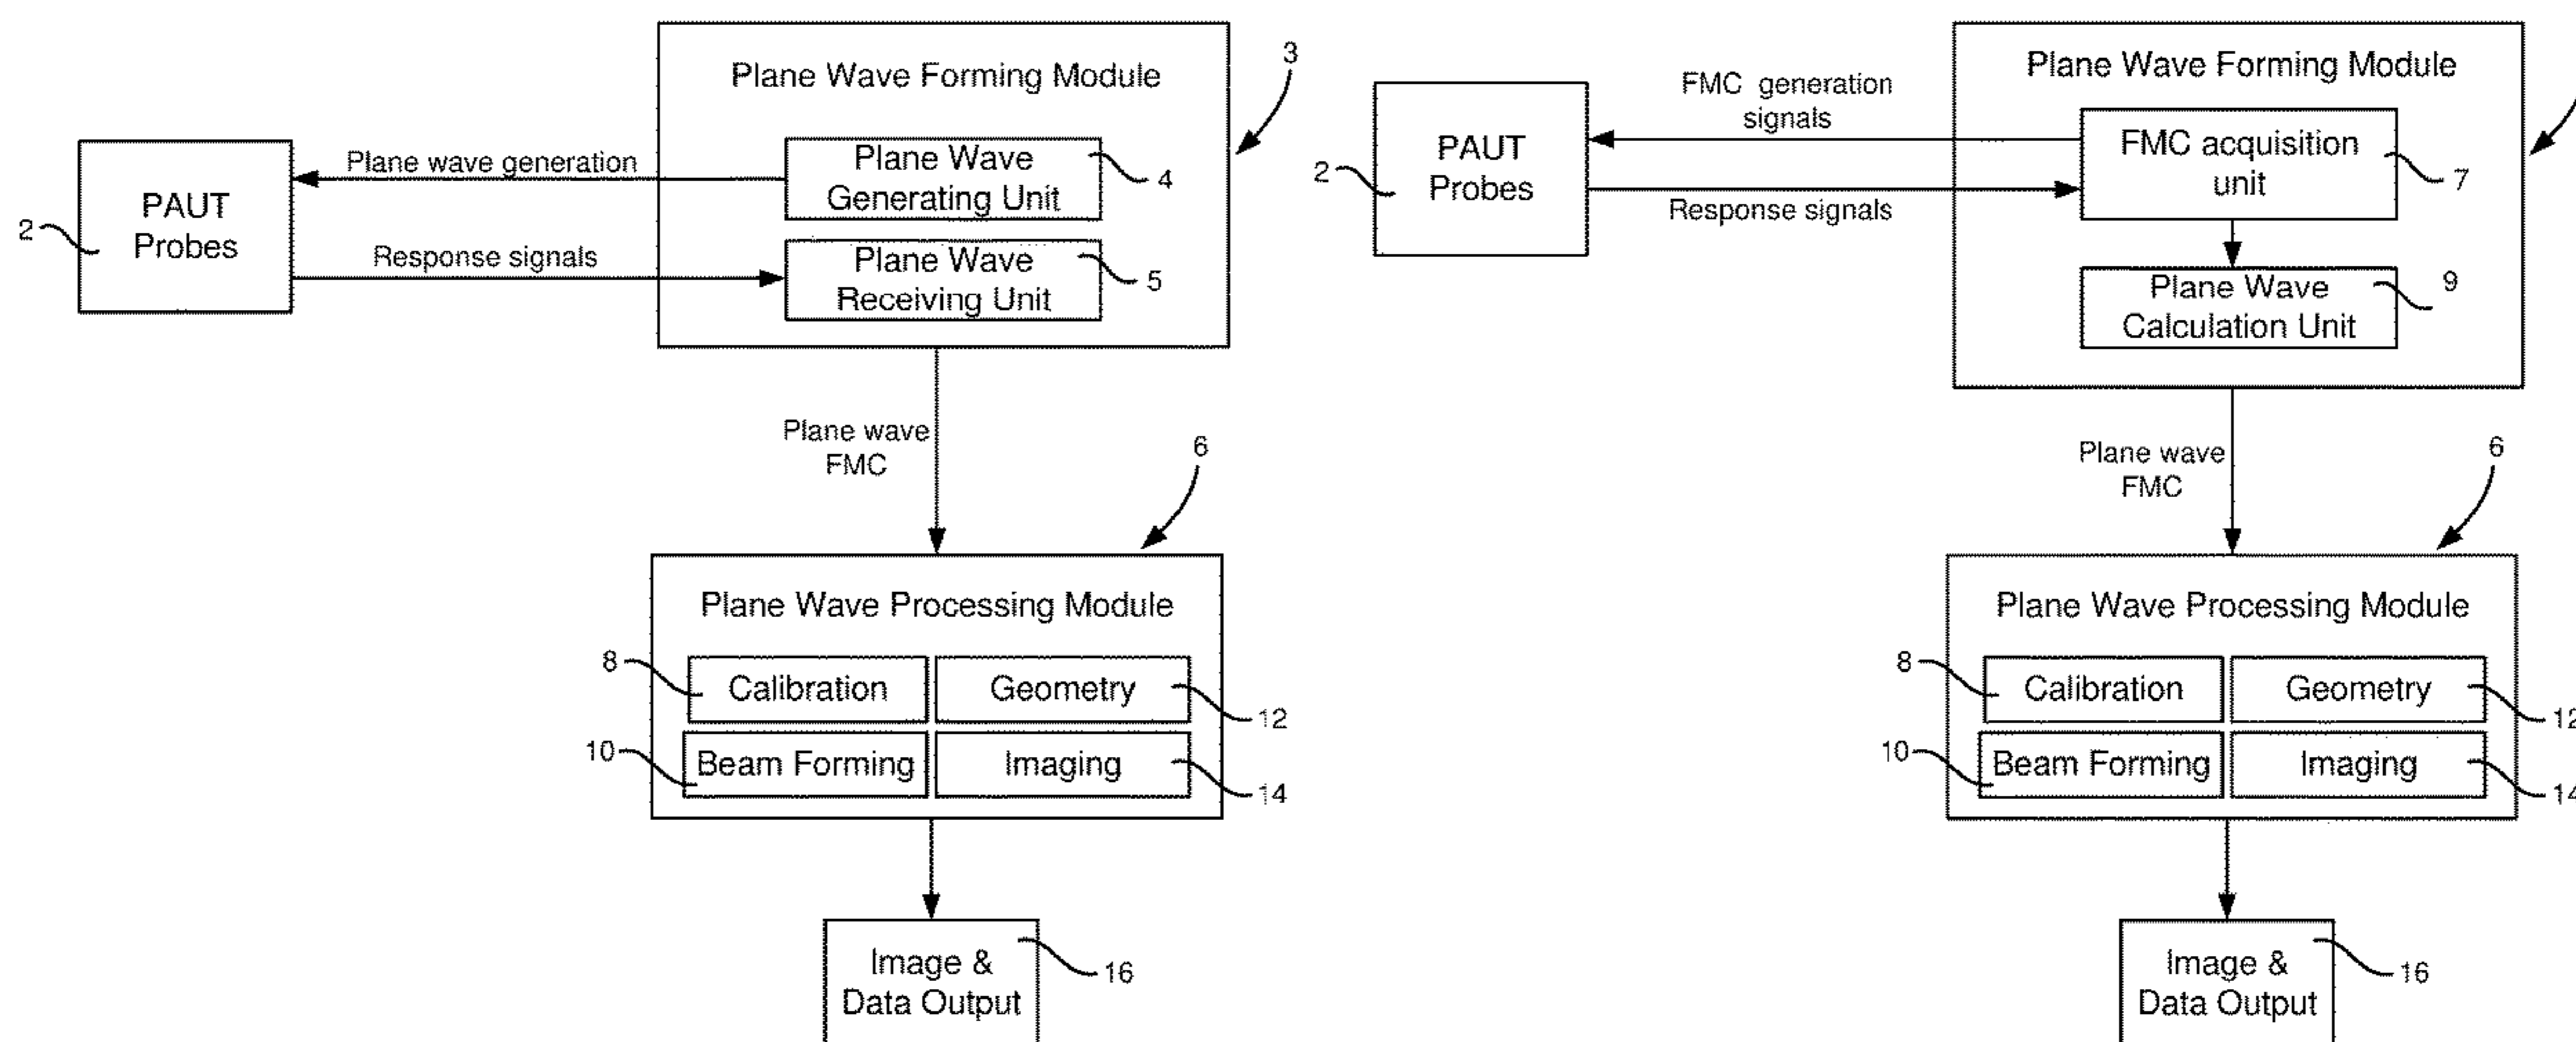 Plane Wave Forming Module
3
Plane Wave
Generating Unit
4
Plane wave generation
PAUT
Probes
2
Response signals
Plane Wave
Receiving Unit
5
Plane wave
FMC
6
Plane Wave Processing Module
8
Calibration
Geometry
12
10
Beam Forming
Imaging
14
Image &
Data Output
16
Plane Wave Forming Module
FMC generation
signals
FMC acquisition
unit
7
PAUT
Probes
2
Response signals
Plane Wave
Calculation Unit
9
Plane wave
FMC
6
Plane Wave Processing Module
8
Calibration
Geometry
12
10
Beam Forming
Imaging
14
Image &
Data Output
16